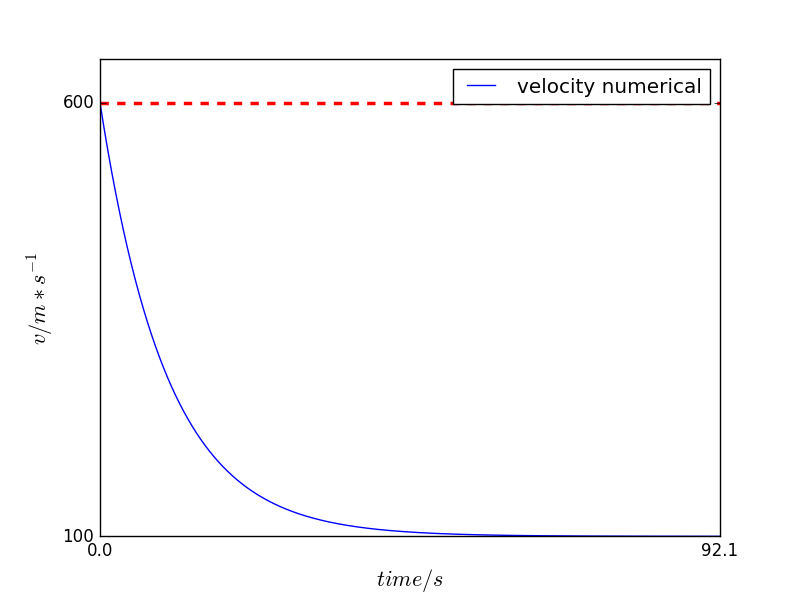 velocity numerical
600
v/m * s^{-1}
100
0.0
92.1
time/s